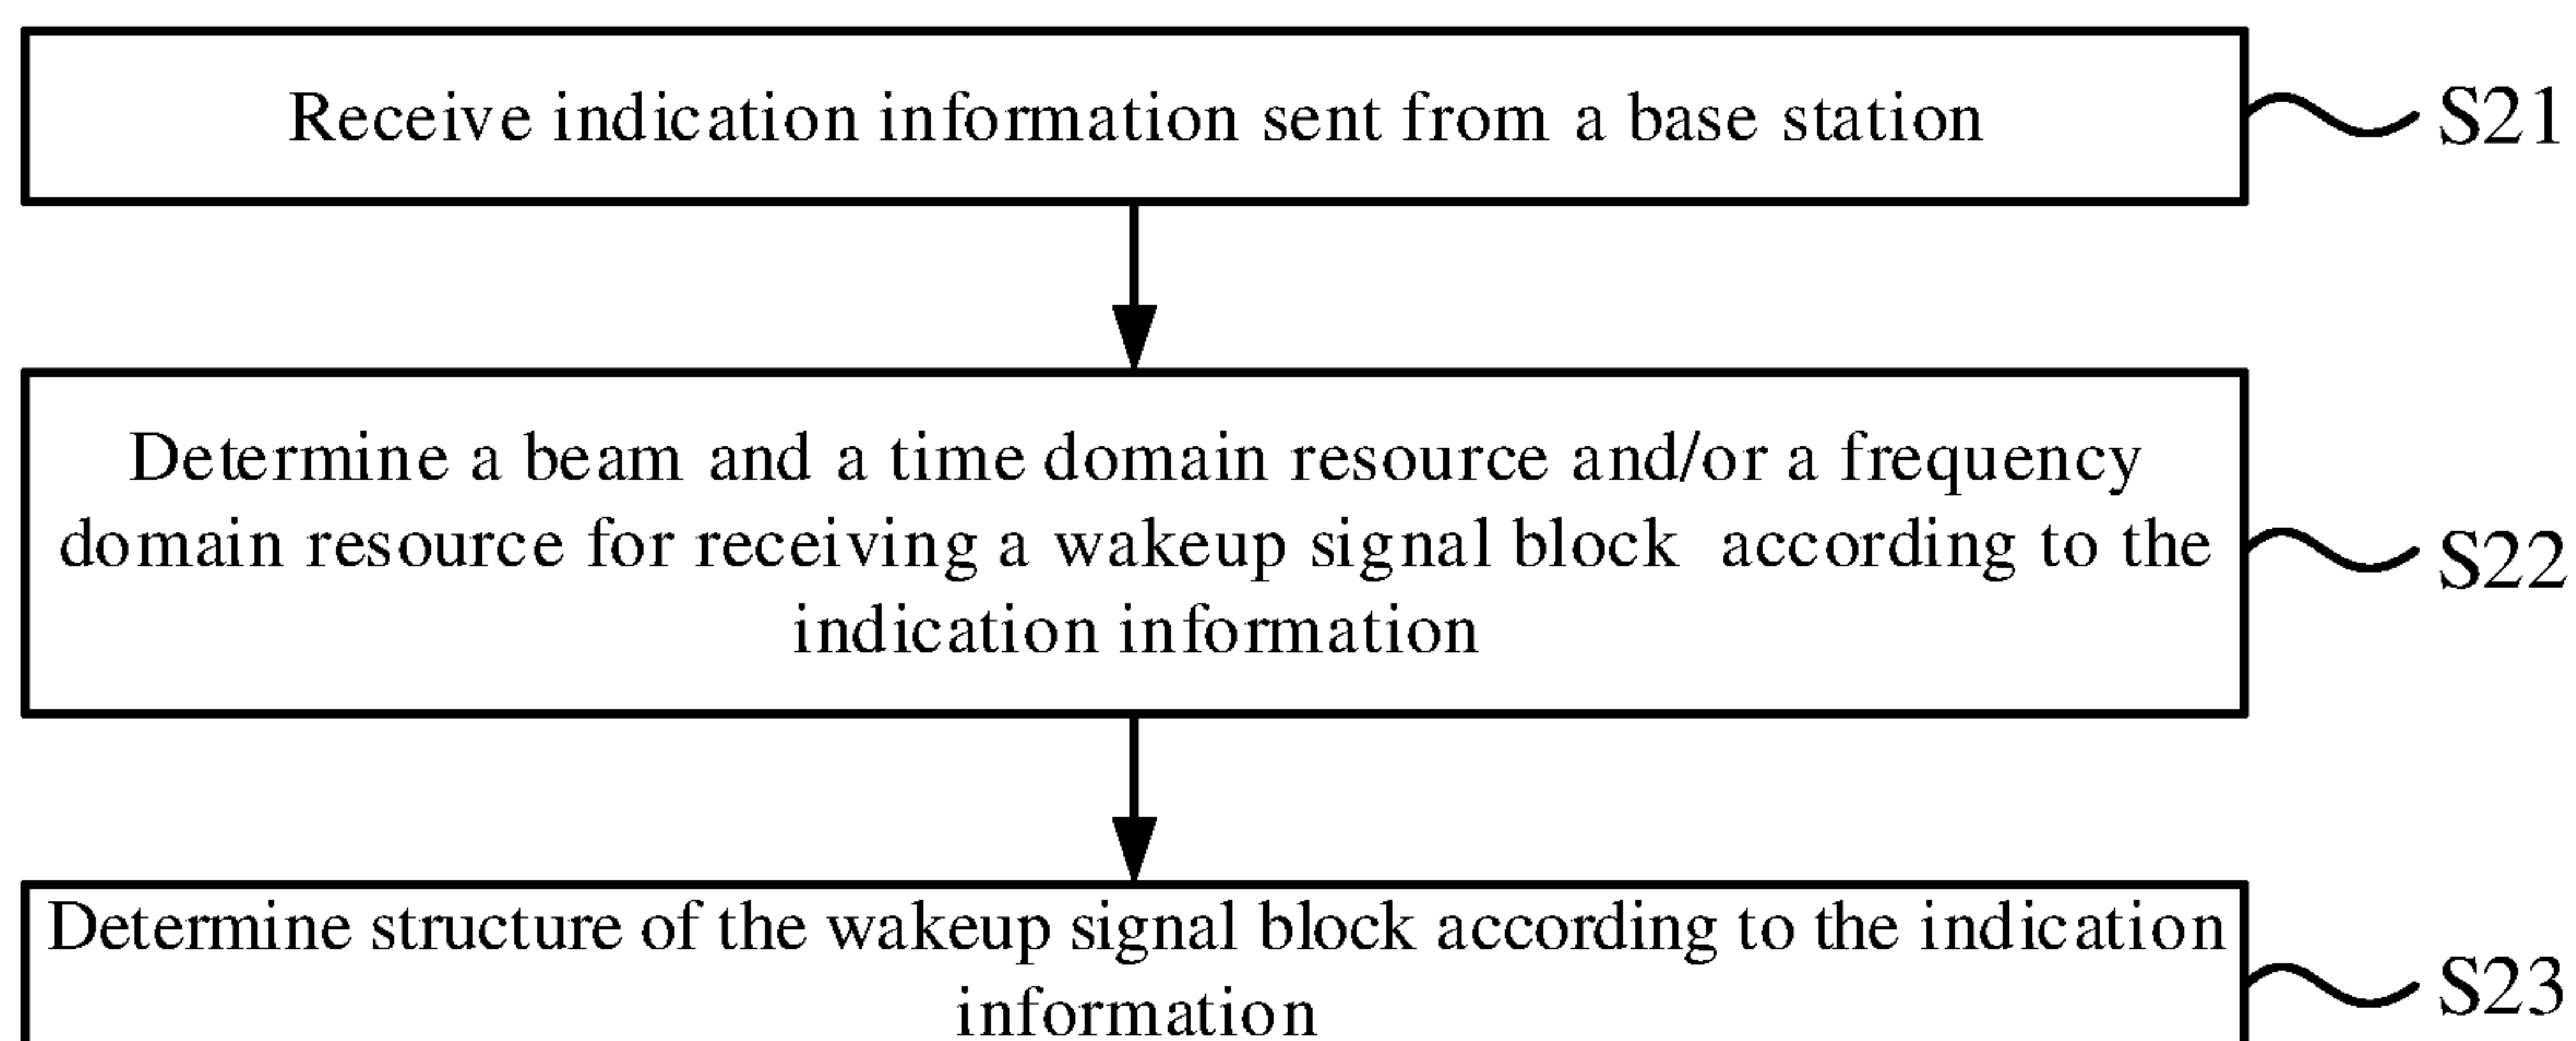 Receive indication information sent from a base station
S21
Determine a beam and a time domain resource and/or a frequency
domain resource for receiving a wakeup signal block according to the
indication information
S22
Determine structure of the wakeup signal block according to the indication
information
S23